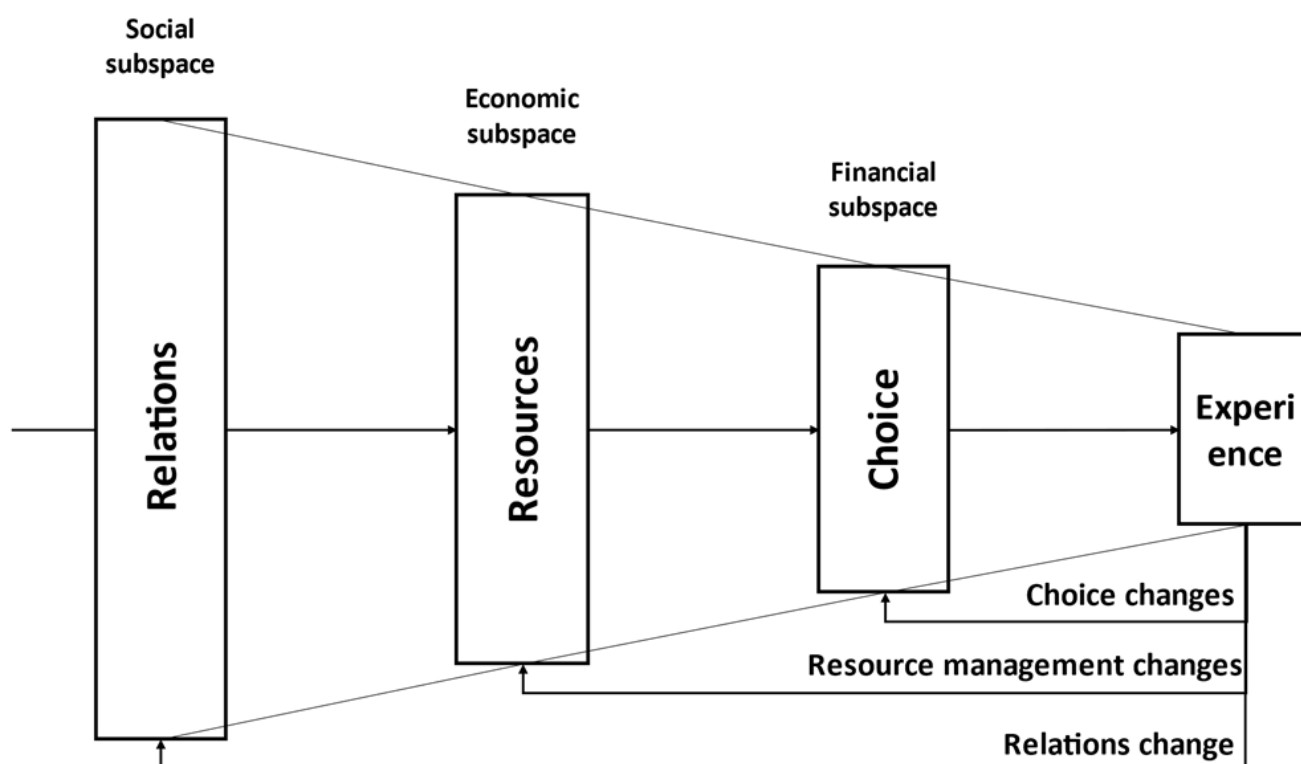 Social
subspace
Economic
subspace
Financial
subspace
Relations
Resources
Choice
Experi
ence
Choice changes
Resource management changes
Relations change